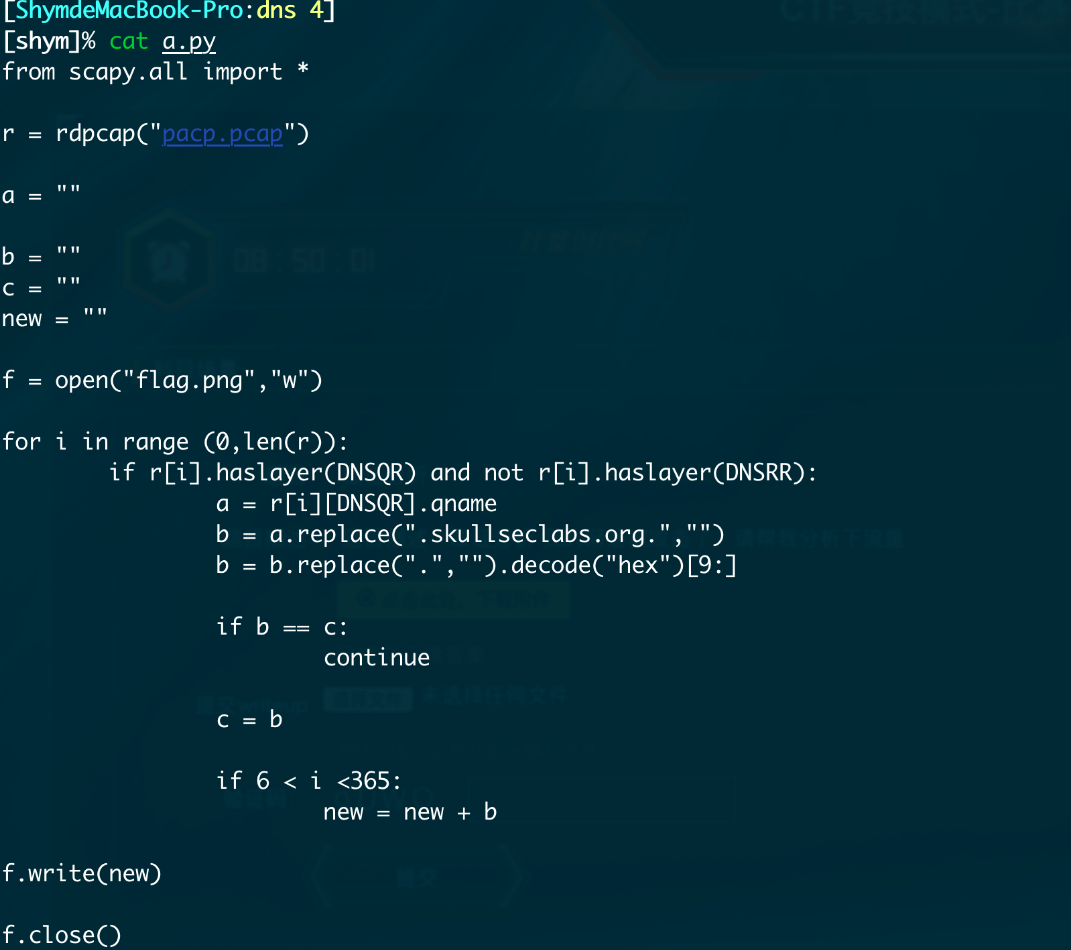 [ShymdeMacBook-Pro:dns 4]
[shym]% cat a.py
from scapy.all import *
r = rdpcap("pacp.pcap")
a = ""
b = ""
c = ""
new = ""
f = open("flag.png","w")
for i in range (0,len(r)):
if r[i].haslayer(DNSQR) and not r[i].haslayer(DNSRR):
a = r[i][DNSQR].qname
b = a.replace(".skullseclabs.org.","")
b = b.replace(".","").decode("hex")[9:]
if b == c:
continue
c = b
if 6 < i <365:
new = new + b
f.write(new)
f.close()